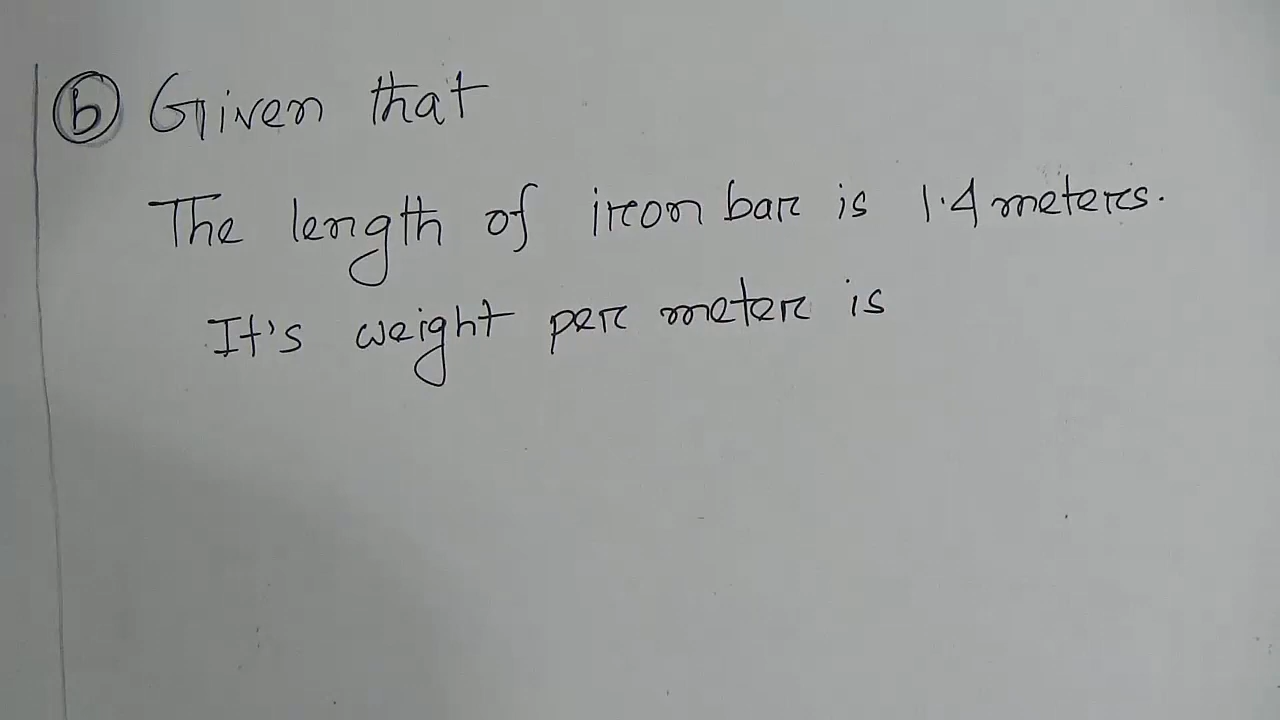 b Given that
The length of iron bar is 1.4 meters.
It's weight per meter is